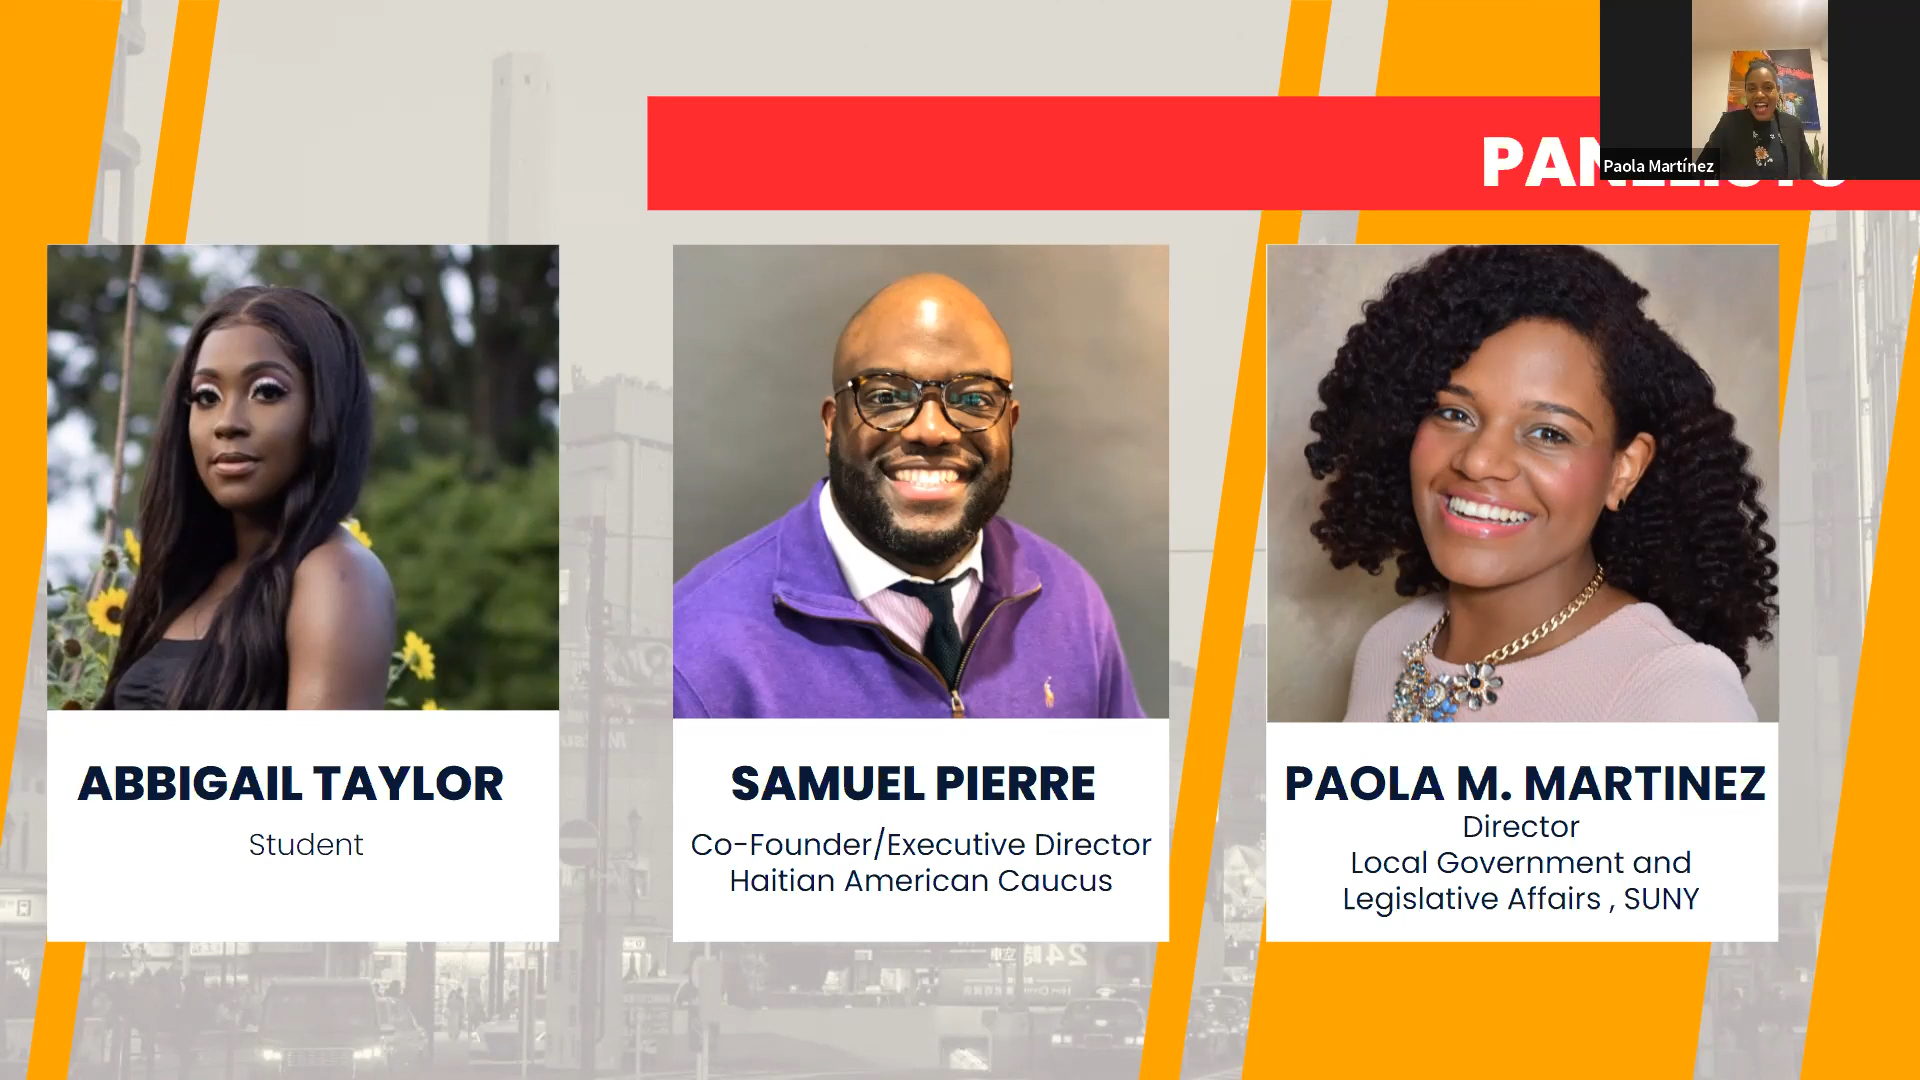 PANELISTS
Paola Martínez
ABBIGAIL TAYLOR
Student
SAMUEL PIERRE
Co-Founder/Executive Director
Haitian American Caucus
PAOLA M. MARTINEZ
Director
Local Government and
Legislative Affairs , SUNY